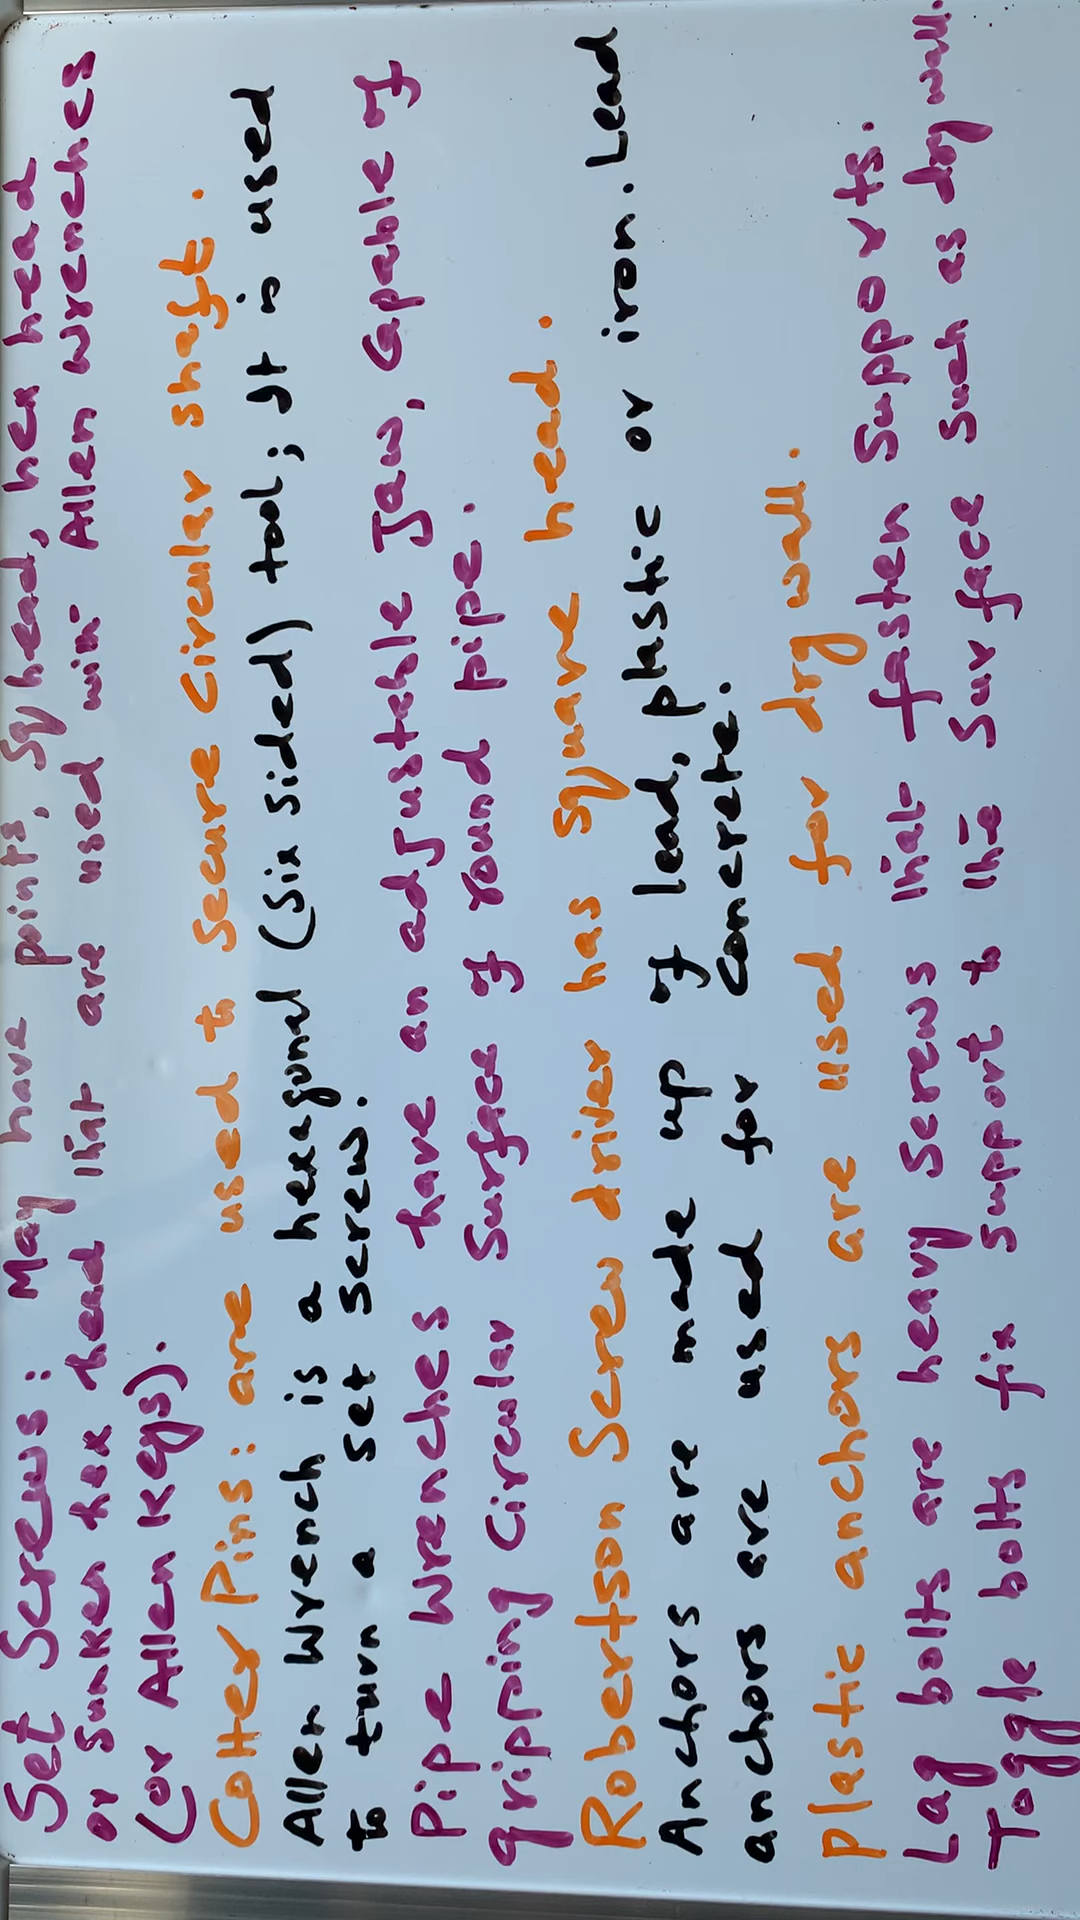 Set Screws: May have points, Sq head, hex head
or Sunken hex head that are used with Allen Wrenches
(or Allen Keys).
Cotter Pins: are used to Secure Circular shaft.
Allen Wrench is a hexagonal (Six sided) tool; It is used
to turn a set screw.
Pipe Wrenches have an adjustable Jaw, Capable of
gripping Circular Surface of round pipe.
Robertson Screw driver has square head.
Anchors are made up of lead, plastic or iron. Lead
anchors are used for Concrete.
plastic anchors are used for dry wall.
Lag bolts are heavy Screws that fasten Supports.
Toggle bolts fix Support to the Surface Such as dry wall.